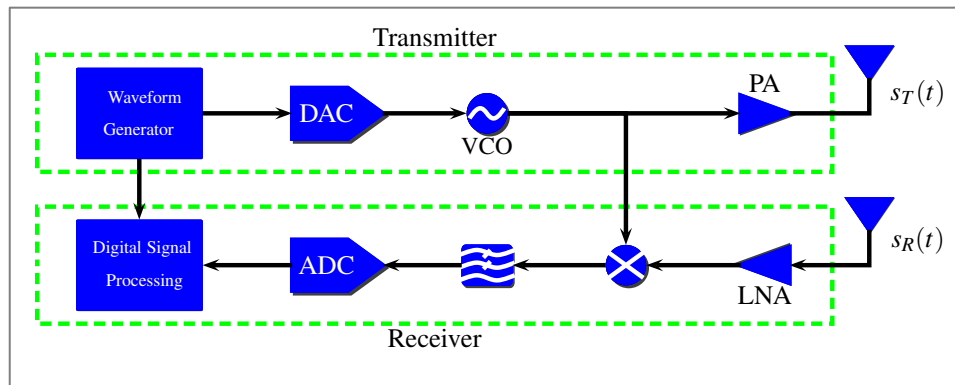 Transmitter
Waveform
Generator
DAC
VCO
PA
s_T(t)
Digital Signal
Processing
ADC
LNA
s_R(t)
Receiver